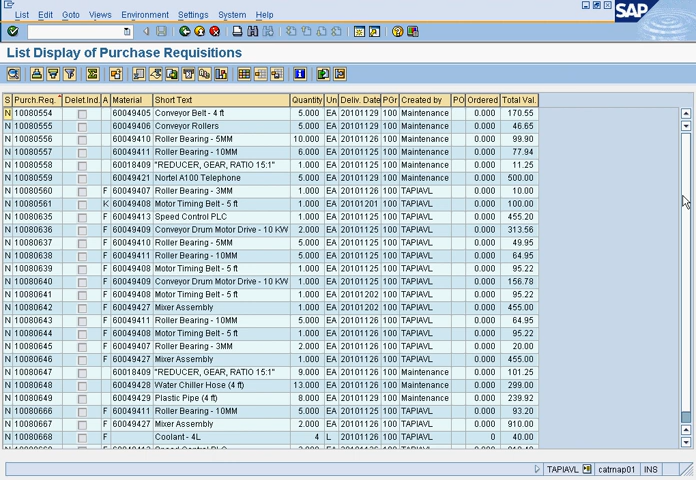 List Edit Goto Views Environment Settings System Help
SAP
List Display of Purchase Requisitions
S Purch.Req. Delet.Ind. A Material Short Text Quantity Un Deliv. Date PGr Created by PO Ordered Total Val.
N 10080554 60049405 Conveyor Belt - 4 ft 5.000 EA 20101129 100 Maintenance 0.000 170.55
N 10080555 60049406 Conveyor Rollers 5.000 EA 20101129 100 Maintenance 0.000 46.65
N 10080556 60049410 Roller Bearing - 5MM 10.000 EA 20101126 100 Maintenance 0.000 99.90
N 10080557 60049411 Roller Bearing - 10MM 6.000 EA 20101125 100 Maintenance 0.000 77.94
N 10080558 60018409 "REDUCER, GEAR, RATIO 15:1" 1.000 EA 20101125 100 Maintenance 0.000 11.25
N 10080559 60049421 Nortel A100 Telephone 5.000 EA 20101129 100 Maintenance 0.000 500.00
N 10080560 F 60049407 Roller Bearing - 3MM 1.000 EA 20101126 100 TAPIAVL 0.000 10.00
N 10080561 K 60049408 Motor Timing Belt - 5 ft 1.000 EA 20101201 100 TAPIAVL 0.000 100.00
N 10080635 F 60049413 Speed Control PLC 1.000 EA 20101125 100 TAPIAVL 0.000 455.20
N 10080636 F 60049409 Conveyor Drum Motor Drive - 10 KW 2.000 EA 20101125 100 TAPIAVL 0.000 313.56
N 10080637 F 60049410 Roller Bearing - 5MM 5.000 EA 20101125 100 TAPIAVL 0.000 49.95
N 10080638 F 60049411 Roller Bearing - 10MM 5.000 EA 20101125 100 TAPIAVL 0.000 64.95
N 10080639 F 60049408 Motor Timing Belt - 5 ft 1.000 EA 20101126 100 TAPIAVL 0.000 95.22
N 10080640 F 60049409 Conveyor Drum Motor Drive - 10 KW 1.000 EA 20101125 100 TAPIAVL 0.000 156.78
N 10080641 F 60049408 Motor Timing Belt - 5 ft 1.000 EA 20101202 100 TAPIAVL 0.000 95.22
N 10080642 F 60049427 Mixer Assembly 1.000 EA 20101202 100 TAPIAVL 0.000 455.00
N 10080643 F 60049411 Roller Bearing - 10MM 5.000 EA 20101126 100 TAPIAVL 0.000 64.95
N 10080644 F 60049408 Motor Timing Belt - 5 ft 1.000 EA 20101126 100 TAPIAVL 0.000 95.22
N 10080645 F 60049407 Roller Bearing - 3MM 2.000 EA 20101126 100 TAPIAVL 0.000 20.00
N 10080646 F 60049427 Mixer Assembly 1.000 EA 20101126 100 TAPIAVL 0.000 455.00
N 10080647 60018409 "REDUCER, GEAR, RATIO 15:1" 9.000 EA 20101126 100 Maintenance 0.000 101.25
N 10080648 60049428 Water Chiller Hose (4 ft) 13.000 EA 20101126 100 Maintenance 0.000 299.00
N 10080649 60049429 Plastic Pipe (4 ft) 8.000 EA 20101129 100 Maintenance 0.000 239.92
N 10080666 F 60049411 Roller Bearing - 10MM 5.000 EA 20101126 100 TAPIAVL 0.000 93.20
N 10080667 F 60049427 Mixer Assembly 2.000 EA 20101126 100 TAPIAVL 0.000 910.00
N 10080668 F Coolant - 4L 4 L 20101126 100 TAPIAVL 0 40.00
TAPIAVL catrnap01 INS